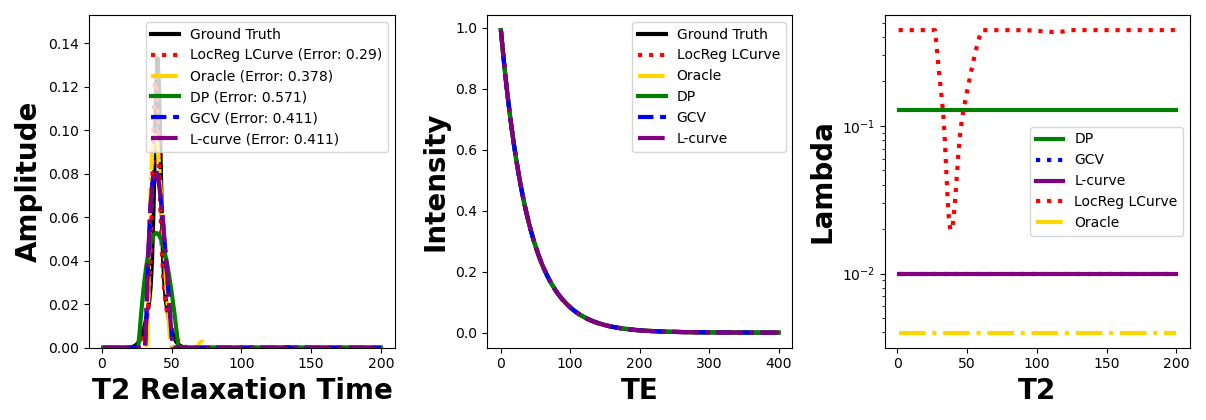 Amplitude
0.14
0.12
0.10
0.08
0.06
0.04
0.02
0.00
0
50
100
150
200
T2 Relaxation Time
Ground Truth
LocReg LCurve (Error: 0.29)
Oracle (Error: 0.378)
DP (Error: 0.571)
GCV (Error: 0.411)
L-curve (Error: 0.411)
Intensity
1.0
0.8
0.6
0.4
0.2
0.0
0
100
200
300
400
TE
Ground Truth
LocReg LCurve
Oracle
DP
GCV
L-curve
Lambda
10⁻¹
10⁻²
0
50
100
150
200
T2
DP
GCV
L-curve
LocReg LCurve
Oracle